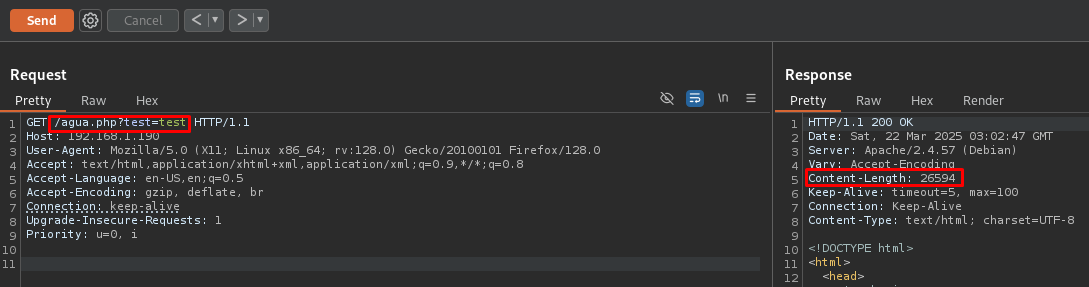 Send Cancel < ▼ > ▼
Request
Pretty Raw Hex \n
1 GET /agua.php?test=test HTTP/1.1
2 Host: 192.168.1.190
3 User-Agent: Mozilla/5.0 (X11; Linux x86_64; rv:128.0) Gecko/20100101 Firefox/128.0
4 Accept: text/html,application/xhtml+xml,application/xml;q=0.9,*/*;q=0.8
5 Accept-Language: en-US,en;q=0.5
6 Accept-Encoding: gzip, deflate, br
7 Connection: keep-alive
8 Upgrade-Insecure-Requests: 1
9 Priority: u=0, i
10
11
Response
Pretty Raw Hex Render
1 HTTP/1.1 200 OK
2 Date: Sat, 22 Mar 2025 03:02:47 GMT
3 Server: Apache/2.4.57 (Debian)
4 Vary: Accept-Encoding
5 Content-Length: 26594
6 Keep-Alive: timeout=5, max=100
7 Connection: Keep-Alive
8 Content-Type: text/html; charset=UTF-8
9
10 <!DOCTYPE html>
11 <html>
12 <head>